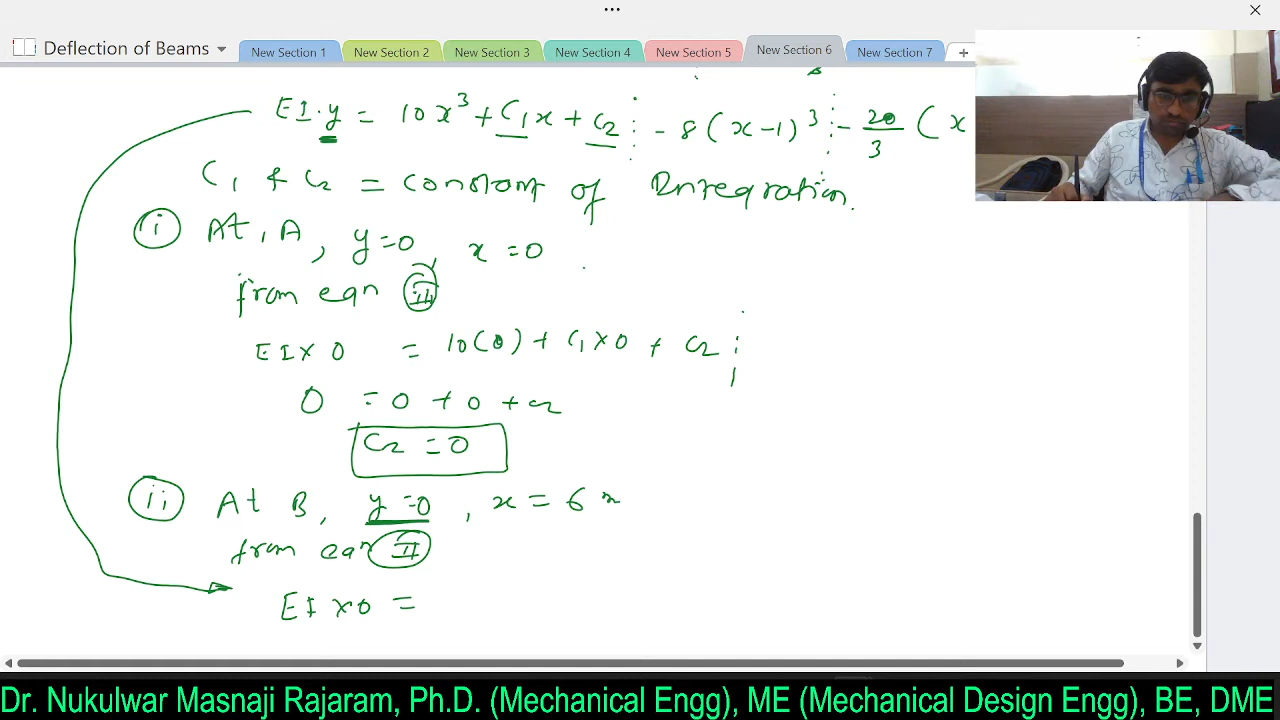 Deflection of Beams
New Section 1 New Section 2 New Section 3 New Section 4 New Section 5 New Section 6 New Section 7 +
EI.y = 10x³ + C₁x + C₂ ⋮ - 8(x-1)³ ⋮ - 20/3 (x
C₁ & C₂ = constant of Integration.
(i) At, A, y=0 x=0
from eqn (iii)
EI×0 = 10(0) + C₁×0 + C₂ ⋮
0 = 0 + 0 + C₂
C₂ = 0
(ii) At B, y=0, x = 6 m
from eqn (II)
EI×0 =
Dr. Nukulwar Masnaji Rajaram, Ph.D. (Mechanical Engg), ME (Mechanical Design Engg), BE, DME